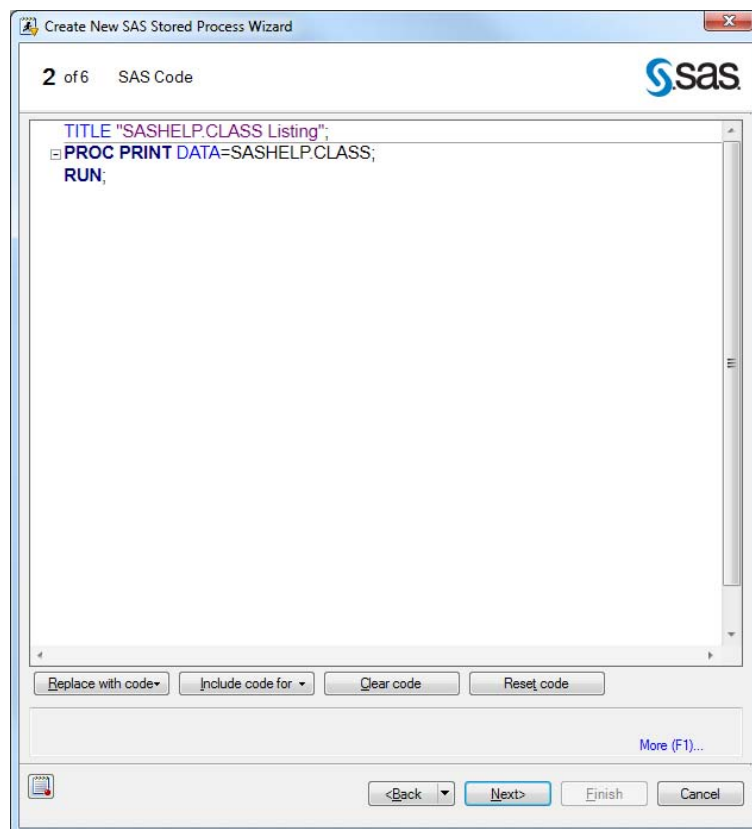 Create New SAS Stored Process Wizard
2 of 6 SAS Code
sas
TITLE "SASHELP.CLASS Listing";
PROC PRINT DATA=SASHELP.CLASS;
RUN;
Replace with code Include code for Clear code Reset code
More (F1)...
<Back Next> Finish Cancel